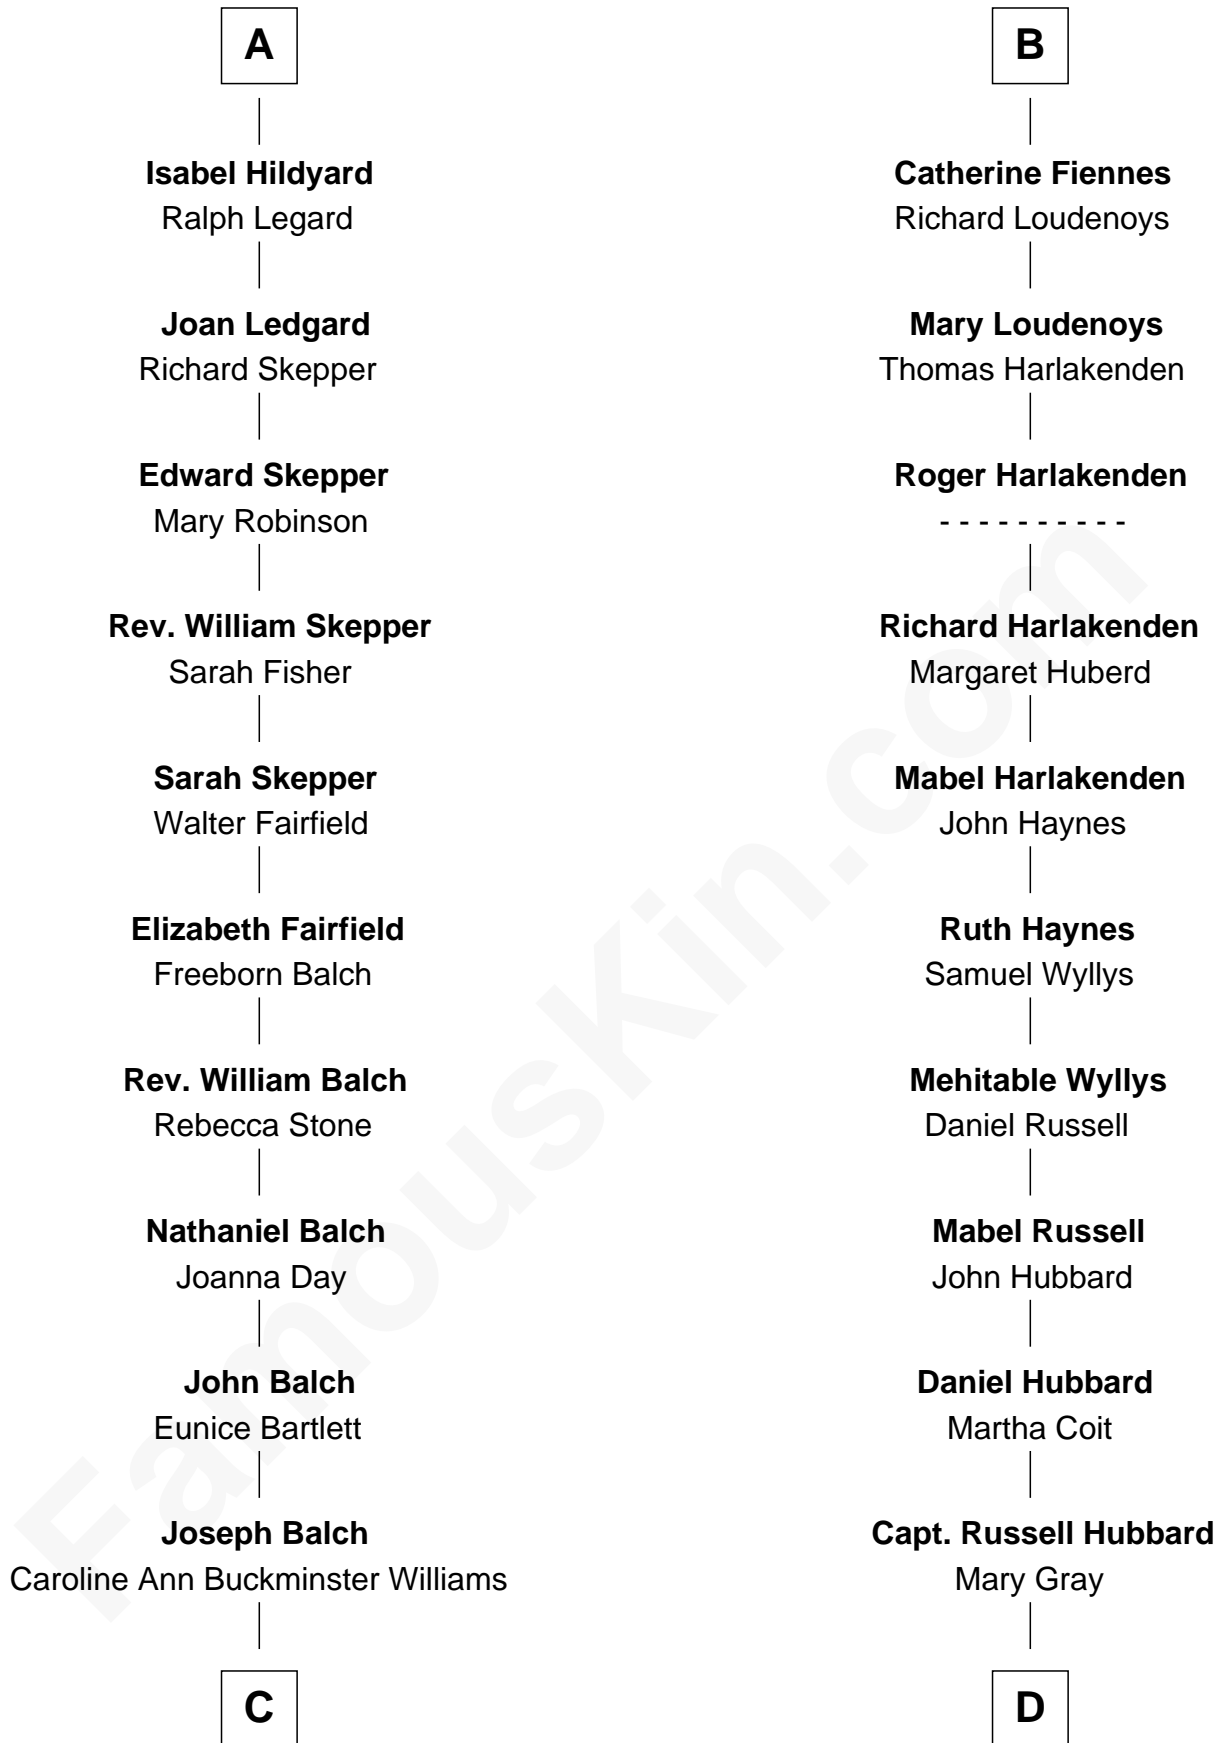 A
Isabel Hildyard
Ralph Legard
Joan Ledgard
Richard Skepper
Edward Skepper
Mary Robinson
Rev. William Skepper
Sarah Fisher
Sarah Skepper
Walter Fairfield
Elizabeth Fairfield
Freeborn Balch
Rev. William Balch
Rebecca Stone
Nathaniel Balch
Joanna Day
John Balch
Eunice Bartlett
Joseph Balch
Caroline Ann Buckminster Williams
C
B
Catherine Fiennes
Richard Loudenoys
Mary Loudenoys
Thomas Harlakenden
Roger Harlakenden
- - - - - - - - - -
Richard Harlakenden
Margaret Huberd
Mabel Harlakenden
John Haynes
Ruth Haynes
Samuel Wyllys
Mehitable Wyllys
Daniel Russell
Mabel Russell
John Hubbard
Daniel Hubbard
Martha Coit
Capt. Russell Hubbard
Mary Gray
D
FamousKin.com